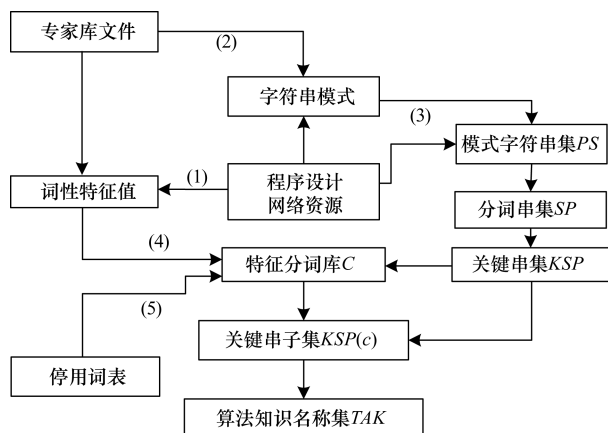 专家库文件
(2)
字符串模式
(3)
模式字符串集PS
(1)
词性特征值
程序设计
网络资源
分词串集SP
(4)
特征分词库C
关键串集KSP
(5)
关键串子集KSP(c)
停用词表
算法知识名称集TAK